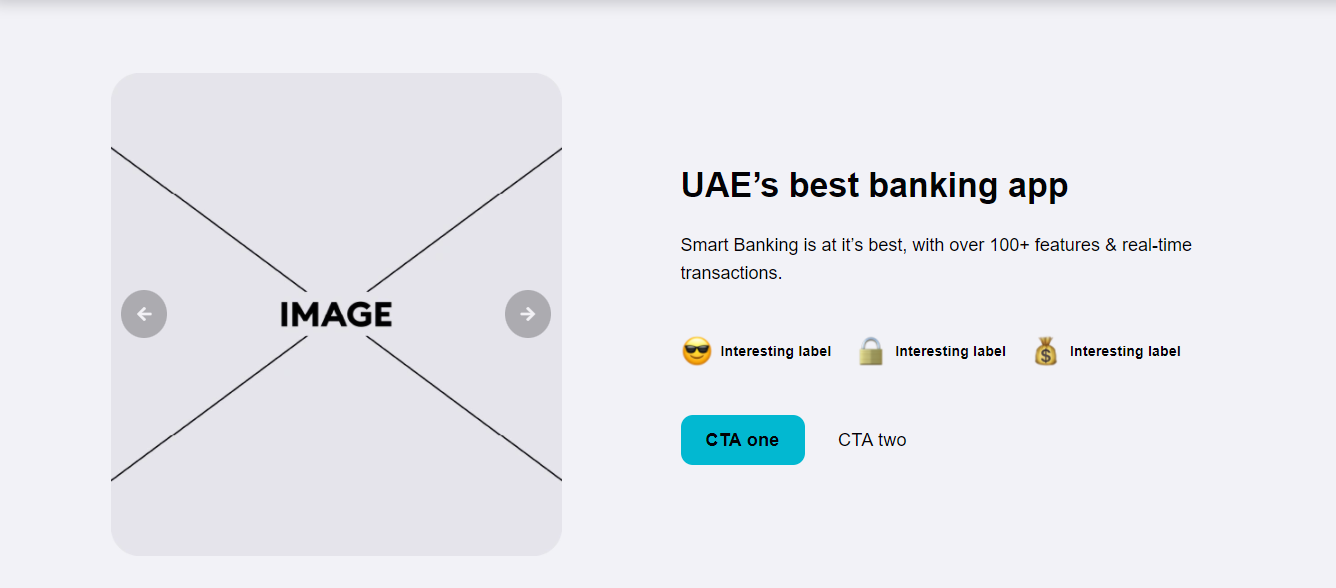 IMAGE
UAE’s best banking app
Smart Banking is at it’s best, with over 100+ features & real-time
transactions.
Interesting label Interesting label Interesting label
CTA one CTA two